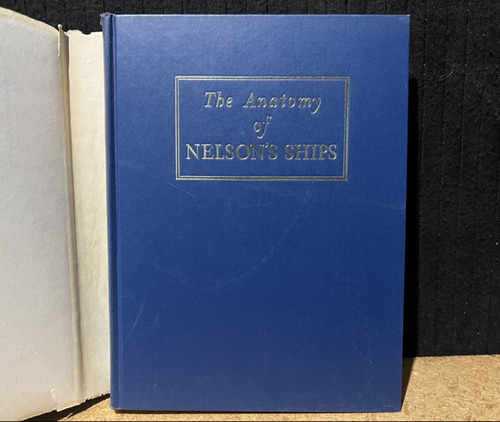 The Anatomy
of
NELSON'S SHIPS